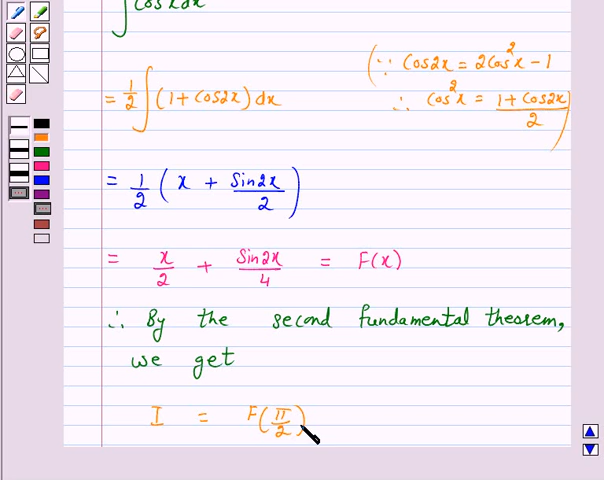 ∫cos²x dx
(∵ Cos2x = 2Cos²x − 1
= 1/2 ∫(1 + Cos2x) dx
∴ Cos²x = (1 + Cos2x)/2)
= 1/2 (x + Sin2x/2)
= x/2 + Sin2x/4 = F(x)
∴ By the second fundamental theorem,
we get
I = F(π/2)